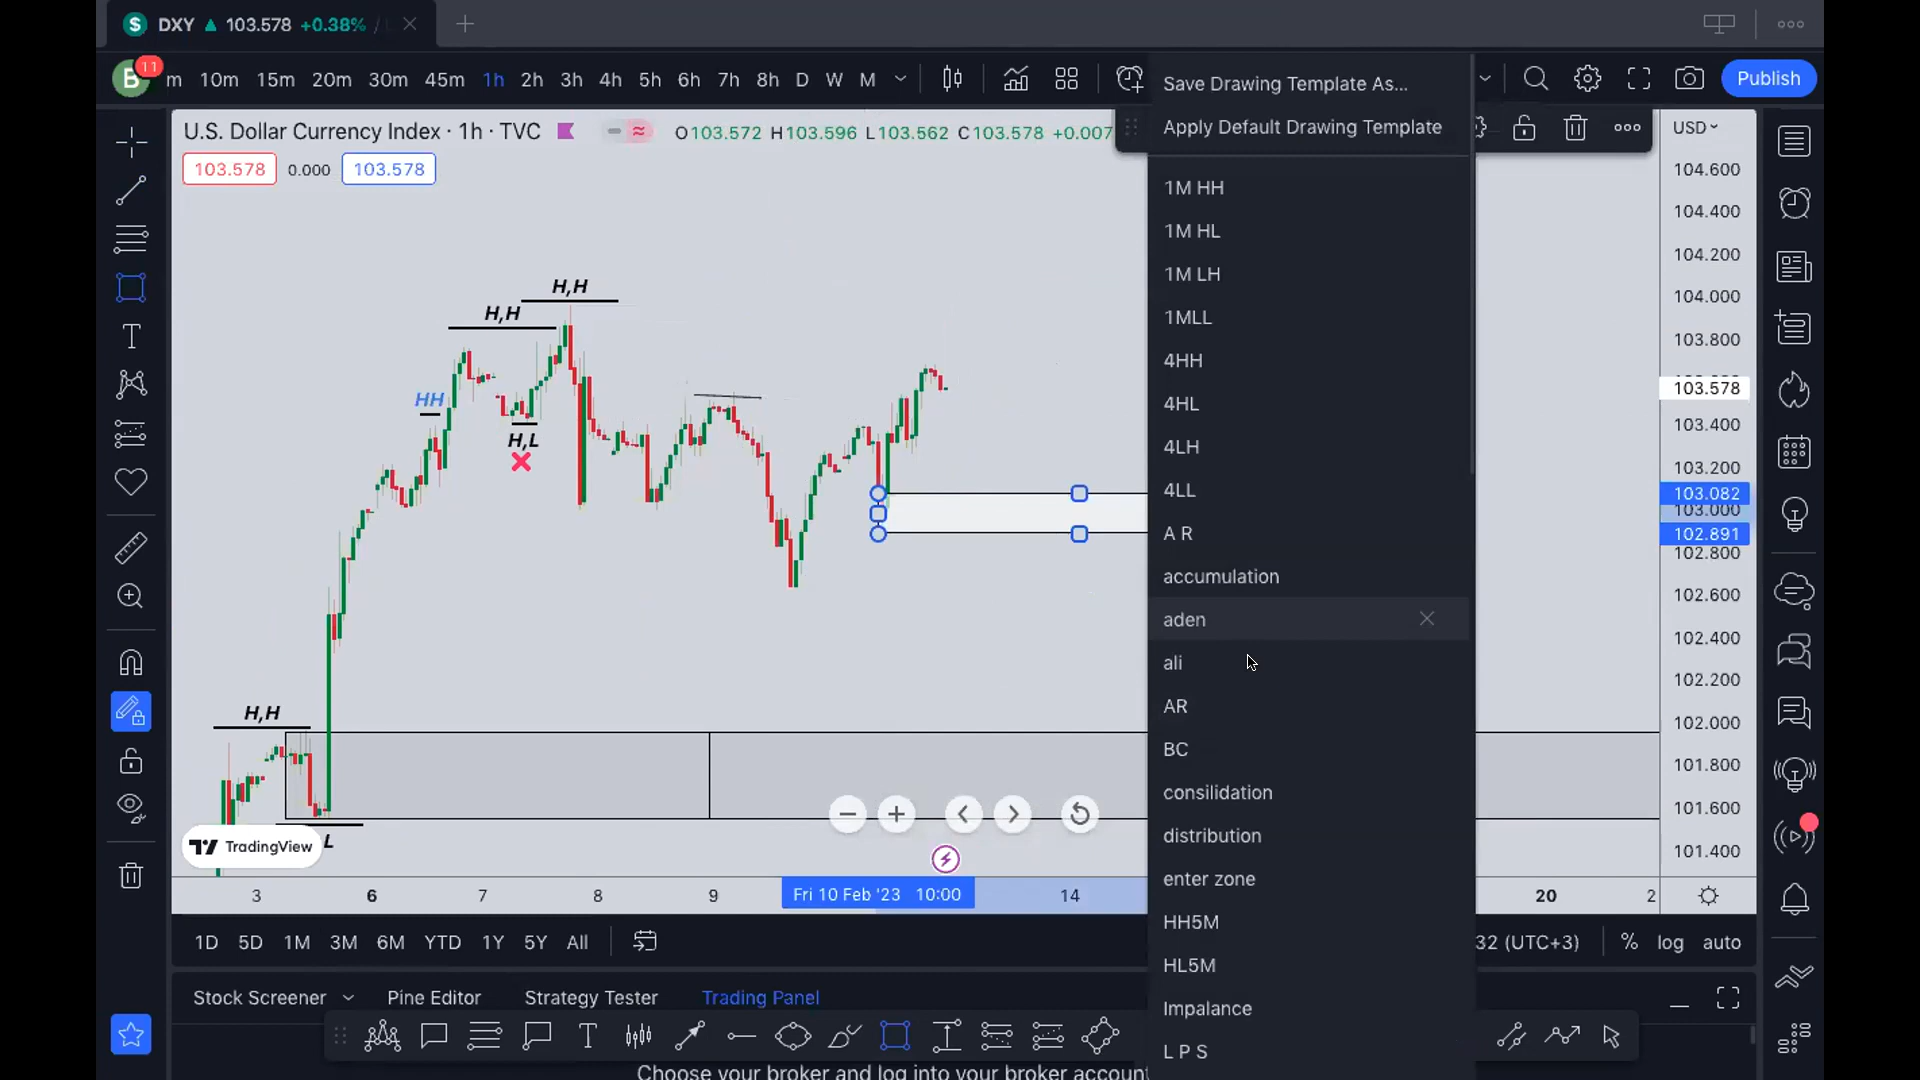 DXY 103.578 +0.38% /
B 11 m 10m 15m 20m 30m 45m 1h 2h 3h 4h 5h 6h 7h 8h D W M
Publish
U.S. Dollar Currency Index · 1h · TVC O103.572 H103.596 L103.562 C103.578 +0.007
USD
103.578 0.000 103.578
Save Drawing Template As...
Apply Default Drawing Template
1M HH
1M HL
1M LH
1MLL
4HH
4HL
4LH
4LL
A R
accumulation
aden
ali
AR
BC
consilidation
distribution
enter zone
HH5M
HL5M
Impalance
L P S
H,H
H,H
HH
H,L
H,H
L
TradingView
104.600
104.400
104.200
104.000
103.800
103.578
103.400
103.200
103.082
103.000
102.891
102.800
102.600
102.400
102.200
102.000
101.800
101.600
101.400
3 6 7 8 9 Fri 10 Feb '23 10:00 14 20 2
1D 5D 1M 3M 6M YTD 1Y 5Y All
32 (UTC+3) % log auto
Stock Screener Pine Editor Strategy Tester Trading Panel
Choose your broker and log into your broker account